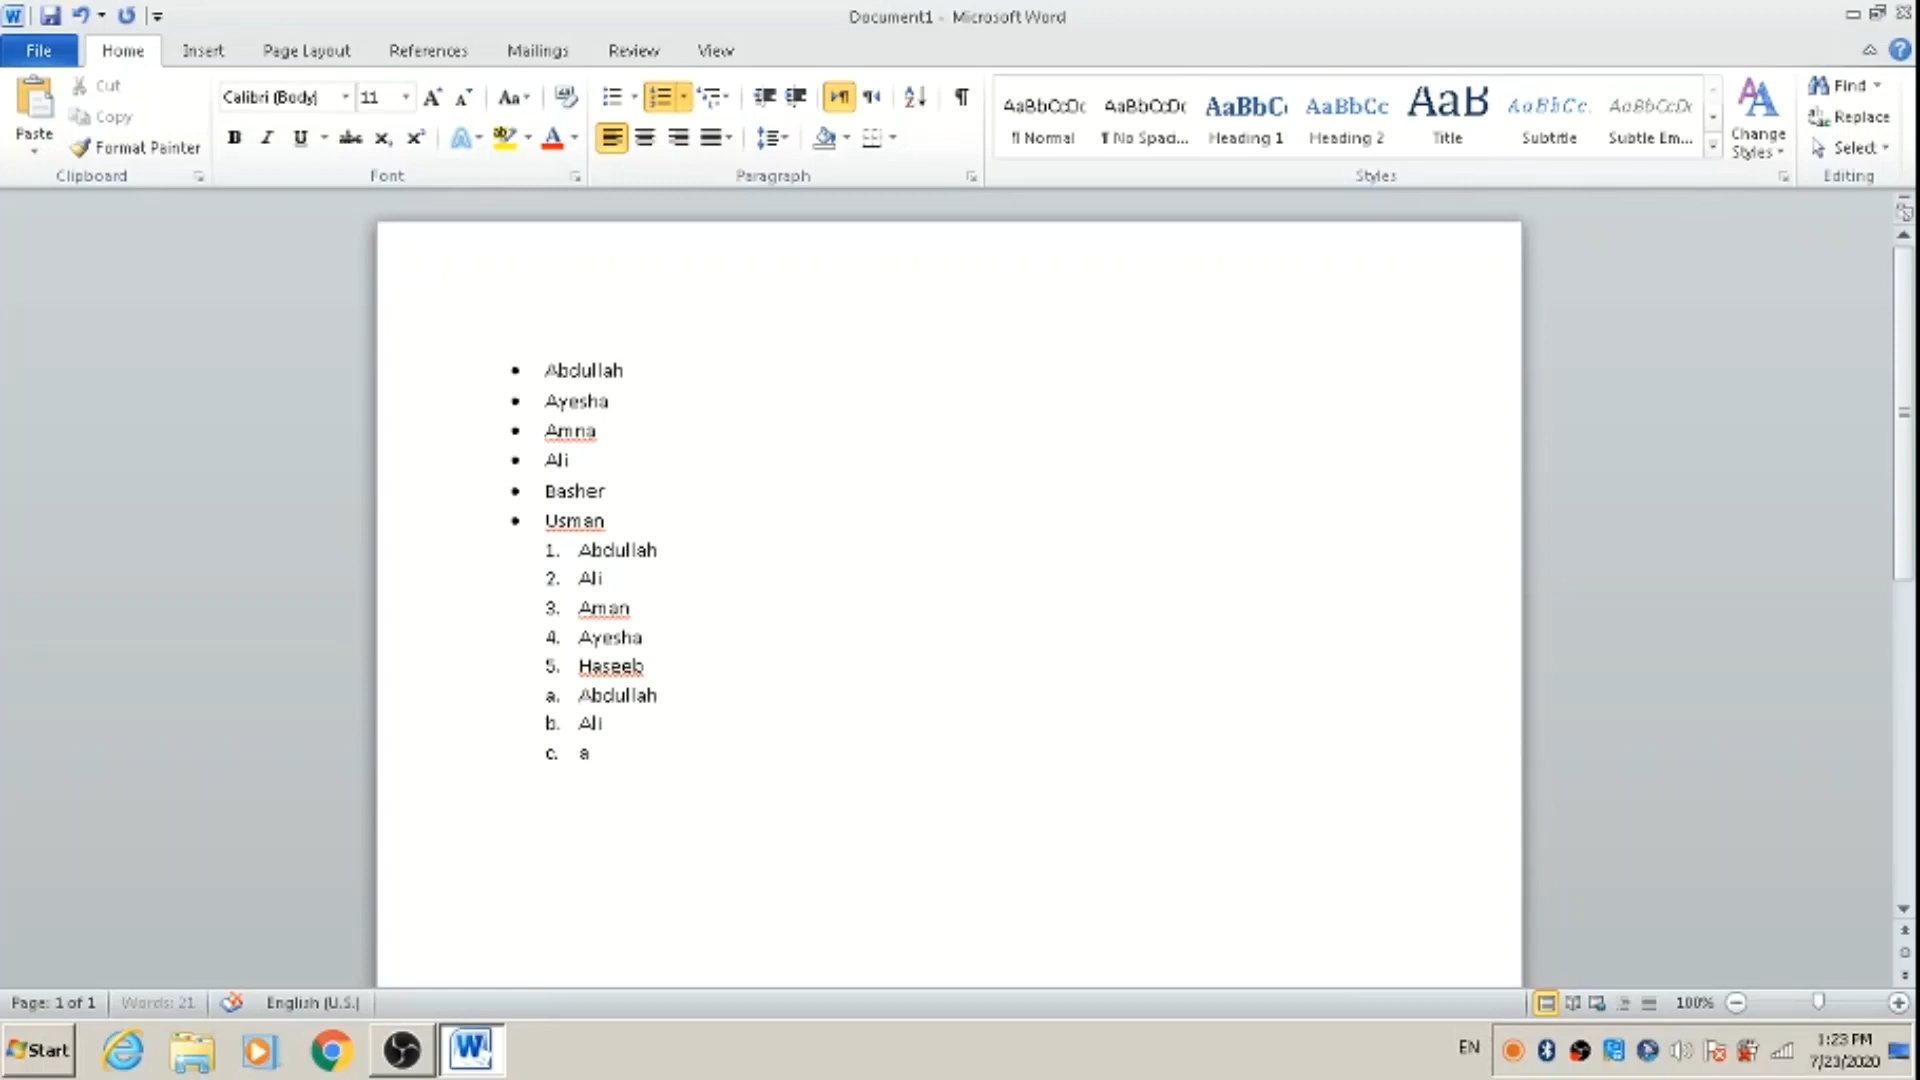 Document1 - Microsoft Word
File Home Insert Page Layout References Mailings Review View
Cut
Copy
Paste
Format Painter
Clipboard
Calibri (Body) 11
Font
Paragraph
AaBbCcDc AaBbCcDc AaBbC AaBbCc AaB AaBbCc. AaBbCcDc
¶ Normal ¶ No Spaci... Heading 1 Heading 2 Title Subtitle Subtle Em...
Change
Styles
Styles
Find
Replace
Select
Editing
• Abdullah
• Ayesha
• Amna
• Ali
• Basher
• Usman
1. Abdullah
2. Ali
3. Aman
4. Ayesha
5. Haseeb
a. Abdullah
b. Ali
c. a
Page: 1 of 1 Words: 21 English (U.S.) 100%
Start EN 1:23 PM
7/23/2020